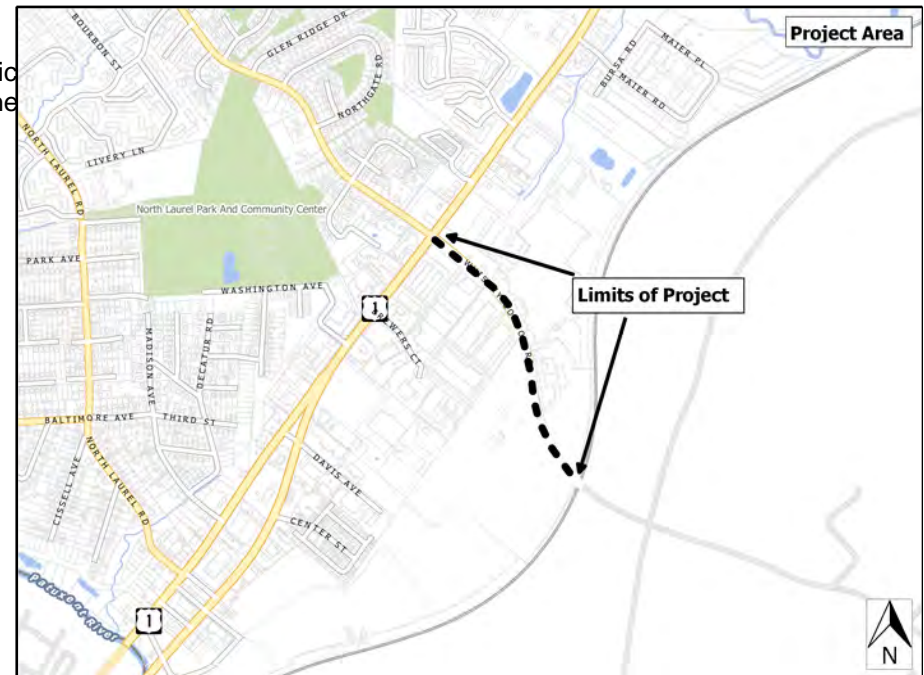 Project Area
BOURBON ST
GLEN RIDGE DR
NORTHGATE RD
BURSA RD
MAIER PL
MAIER RD
NORTH LAUREL RD
LIVERY LN
North Laurel Park And Community Center
PARK AVE
WASHINGTON AVE
Limits of Project
1
MADISON AVE
DECATUR RD
BALTIMORE AVE
THIRD ST
NORTH LAUREL RD
CISSELL AVE
DAVIS AVE
CENTER ST
Patuxent River
1
N